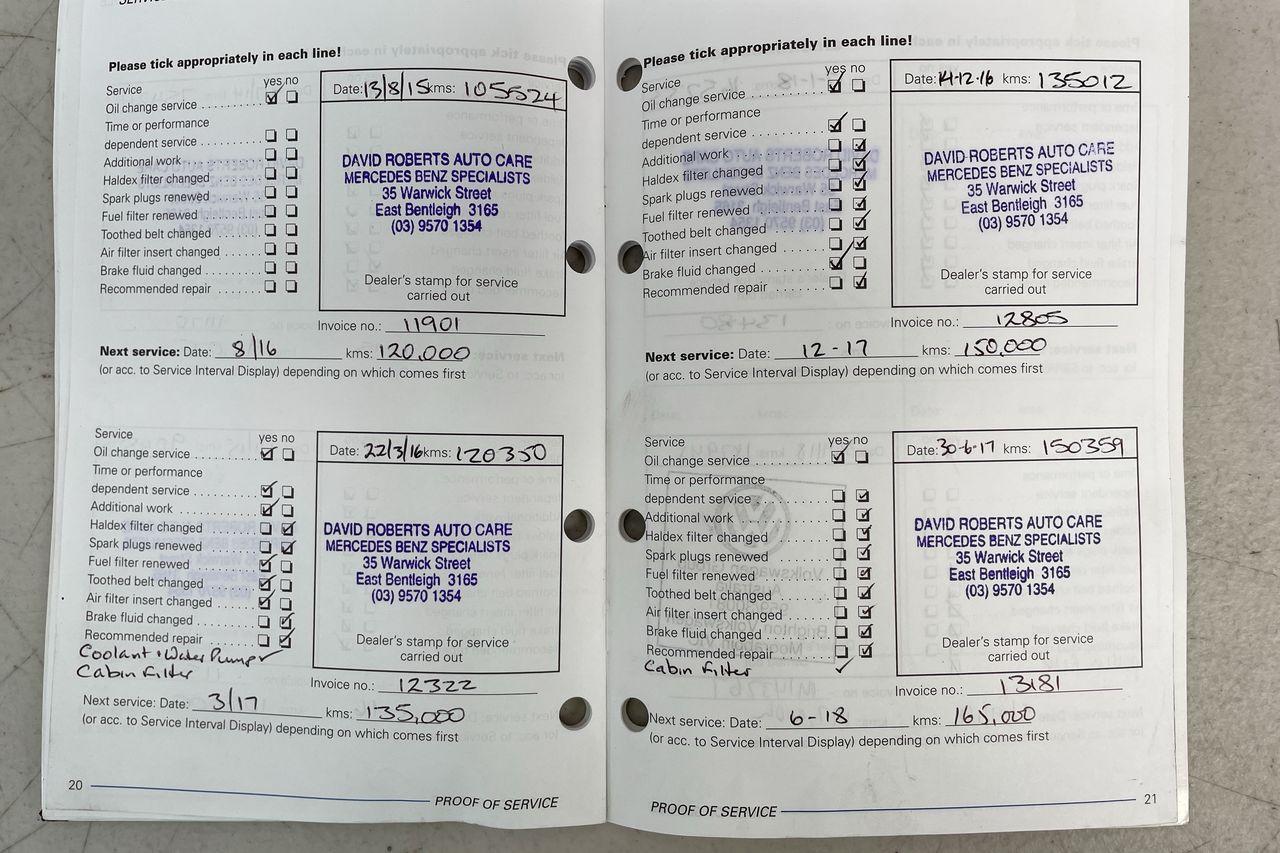 Please tick appropriately in each line!
yes no
Service
Oil change service
Time or performance
dependent service
Additional work
Haldex filter changed
Spark plugs renewed
Fuel filter renewed
Toothed belt changed
Air filter insert changed
Brake fluid changed
Recommended repair
Date: 13/8/15 kms: 105524
DAVID ROBERTS AUTO CARE
MERCEDES BENZ SPECIALISTS
35 Warwick Street
East Bentleigh 3165
(03) 9570 1354
Dealer's stamp for service
carried out
Invoice no.: 11901
Next service: Date: 8/16 kms: 120,000
(or acc. to Service Interval Display) depending on which comes first
Service
yes no
Oil change service
Time or performance
dependent service
Additional work
Haldex filter changed
Spark plugs renewed
Fuel filter renewed
Toothed belt changed
Air filter insert changed
Brake fluid changed
Recommended repair
Coolant + Water Pump
Cabin Filter
Date: 22/3/16 kms: 120350
DAVID ROBERTS AUTO CARE
MERCEDES BENZ SPECIALISTS
35 Warwick Street
East Bentleigh 3165
(03) 9570 1354
Dealer's stamp for service
carried out
Invoice no.: 12322
Next service: Date: 3/17 kms: 135,000
(or acc. to Service Interval Display) depending on which comes first
20 PROOF OF SERVICE
Please tick appropriately in each line!
yes no
Service
Oil change service
Time or performance
dependent service
Additional work
Haldex filter changed
Spark plugs renewed
Fuel filter renewed
Toothed belt changed
Air filter insert changed
Brake fluid changed
Recommended repair
Date: 14-12-16 kms: 135012
DAVID ROBERTS AUTO CARE
MERCEDES BENZ SPECIALISTS
35 Warwick Street
East Bentleigh 3165
(03) 9570 1354
Dealer's stamp for service
carried out
Invoice no.: 12805
Next service: Date: 12-17 kms: 150,000
(or acc. to Service Interval Display) depending on which comes first
Service
yes no
Oil change service
Time or performance
dependent service
Additional work
Haldex filter changed
Spark plugs renewed
Fuel filter renewed
Toothed belt changed
Air filter insert changed
Brake fluid changed
Recommended repair
Cabin Filter
Date: 30-6-17 kms: 150359
DAVID ROBERTS AUTO CARE
MERCEDES BENZ SPECIALISTS
35 Warwick Street
East Bentleigh 3165
(03) 9570 1354
Dealer's stamp for service
carried out
Invoice no.: 13181
Next service: Date: 6-18 kms: 165,000
(or acc. to Service Interval Display) depending on which comes first
PROOF OF SERVICE 21